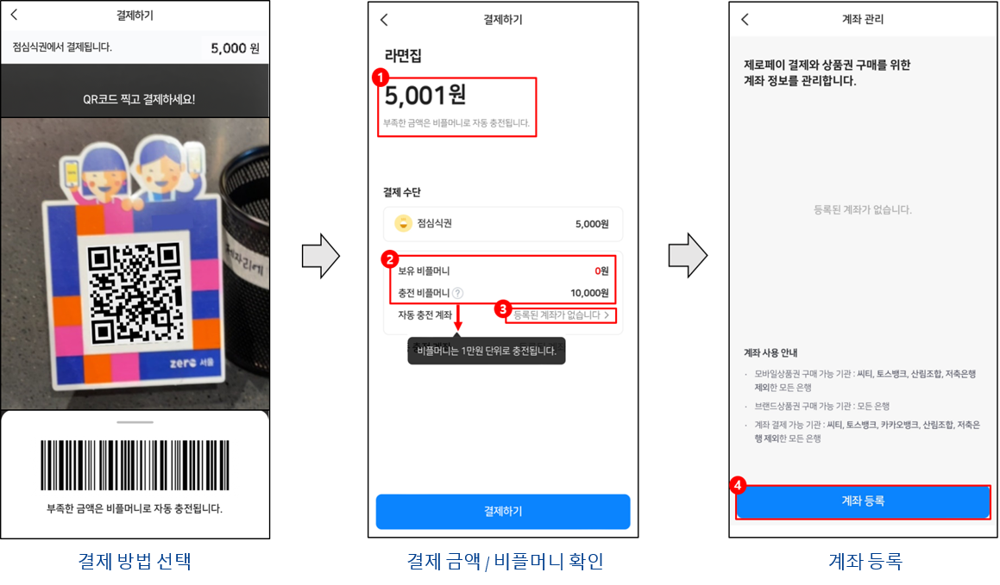 결제하기
점심식권에서 결제됩니다.
5,000 원
QR코드 찍고 결제하세요!
zero 서울
부족한 금액은 비플머니로 자동 충전됩니다.
결제 방법 선택
결제하기
라면집
1
5,001원
부족한 금액은 비플머니로 자동 충전됩니다.
결제 수단
점심식권
5,000원
2
보유 비플머니
0원
충전 비플머니 ?
10,000원
3
자동 충전 계좌
등록된 계좌가 없습니다 >
비플머니는 1만원 단위로 충전됩니다.
결제하기
결제 금액 / 비플머니 확인
계좌 관리
제로페이 결제와 상품권 구매를 위한
계좌 정보를 관리합니다.
등록된 계좌가 없습니다.
계좌 사용 안내
· 모바일상품권 구매 가능 기관 : 씨티, 토스뱅크, 산림조합, 저축은행
제외한 모든 은행
· 브랜드상품권 구매 가능 기관 : 모든 은행
· 계좌 결제 가능 기관 : 씨티, 토스뱅크, 카카오뱅크, 산림조합, 저축은
행 제외한 모든 은행
4
계좌 등록
계좌 등록